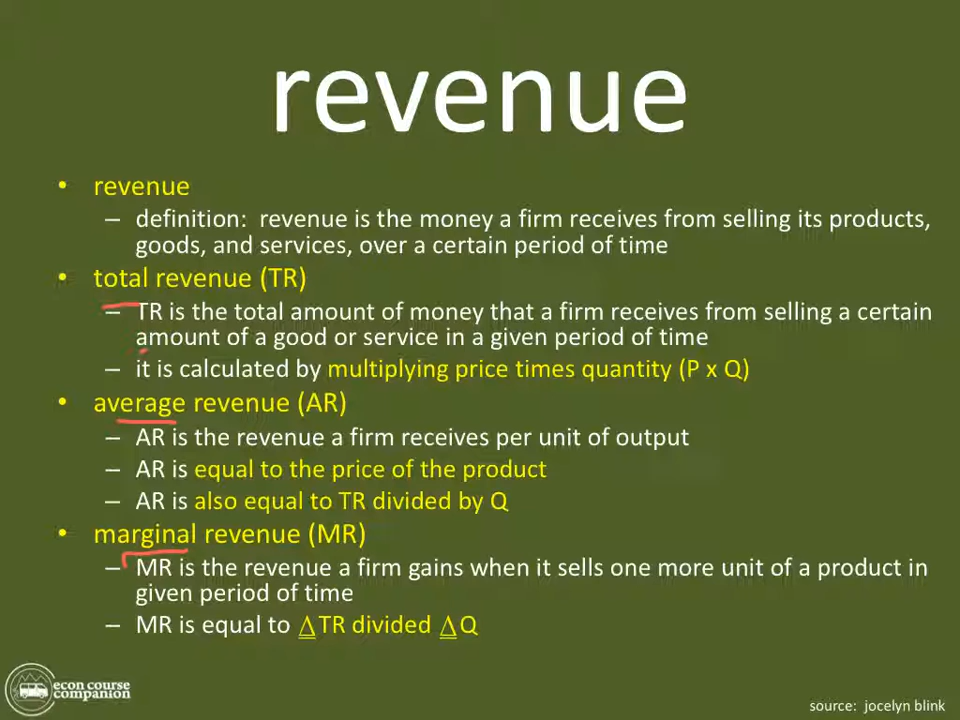 revenue
• revenue
– definition:  revenue is the money a firm receives from selling its products,
goods, and services, over a certain period of time
• total revenue (TR)
– TR is the total amount of money that a firm receives from selling a certain
amount of a good or service in a given period of time
– it is calculated by multiplying price times quantity (P x Q)
• average revenue (AR)
– AR is the revenue a firm receives per unit of output
– AR is equal to the price of the product
– AR is also equal to TR divided by Q
• marginal revenue (MR)
– MR is the revenue a firm gains when it sells one more unit of a product in
given period of time
– MR is equal to Δ TR divided Δ Q
econ course
companion
source:  jocelyn blink